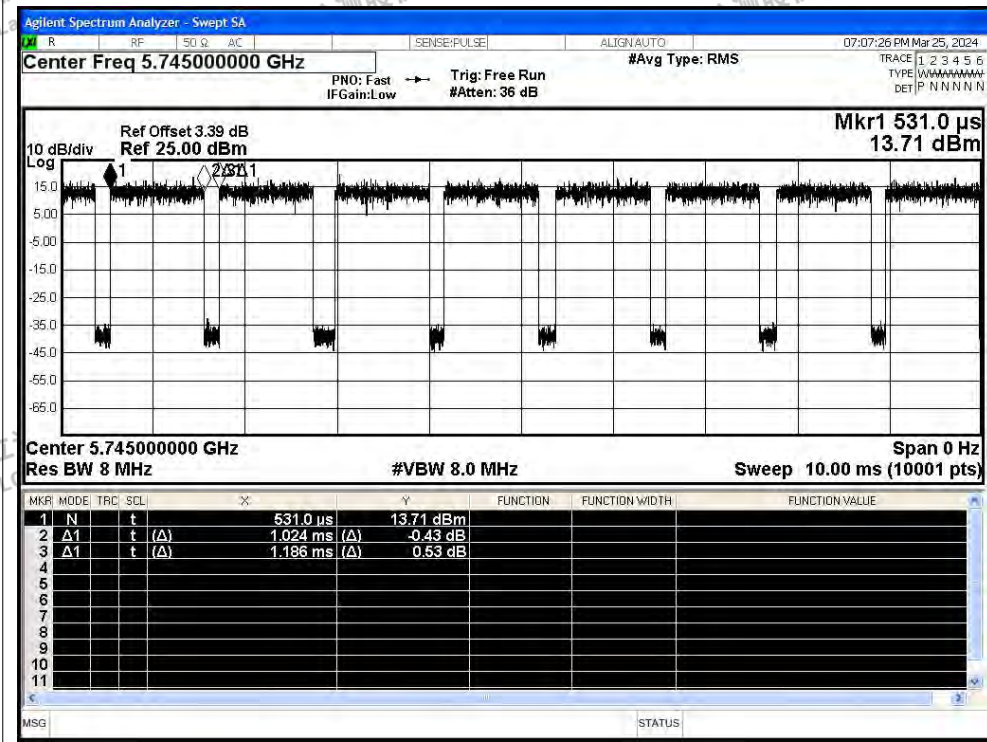 Agilent Spectrum Analyzer - Swept SA
R RF 50 Ω AC SENSE:PULSE ALIGN AUTO 07:07:26 PM Mar 25, 2024
Center Freq 5.745000000 GHz #Avg Type: RMS TRACE 1 2 3 4 5 6
PNO: Fast Trig: Free Run TYPE WWWWWW
IFGain:Low #Atten: 36 dB DET P N N N N N
Mkr1 531.0 µs
Ref Offset 3.39 dB
10 dB/div Ref 25.00 dBm 13.71 dBm
Log
1 2Δ1 3Δ1
15.0
5.00
-5.00
-15.0
-25.0
-35.0
-45.0
-55.0
-65.0
Center 5.745000000 GHz Span 0 Hz
Res BW 8 MHz #VBW 8.0 MHz Sweep 10.00 ms (10001 pts)
MKR MODE TRC SCL X Y FUNCTION FUNCTION WIDTH FUNCTION VALUE
1 N t 531.0 µs 13.71 dBm
2 Δ1 t (Δ) 1.024 ms (Δ) -0.43 dB
3 Δ1 t (Δ) 1.186 ms (Δ) 0.53 dB
4
5
6
7
8
9
10
11
MSG STATUS